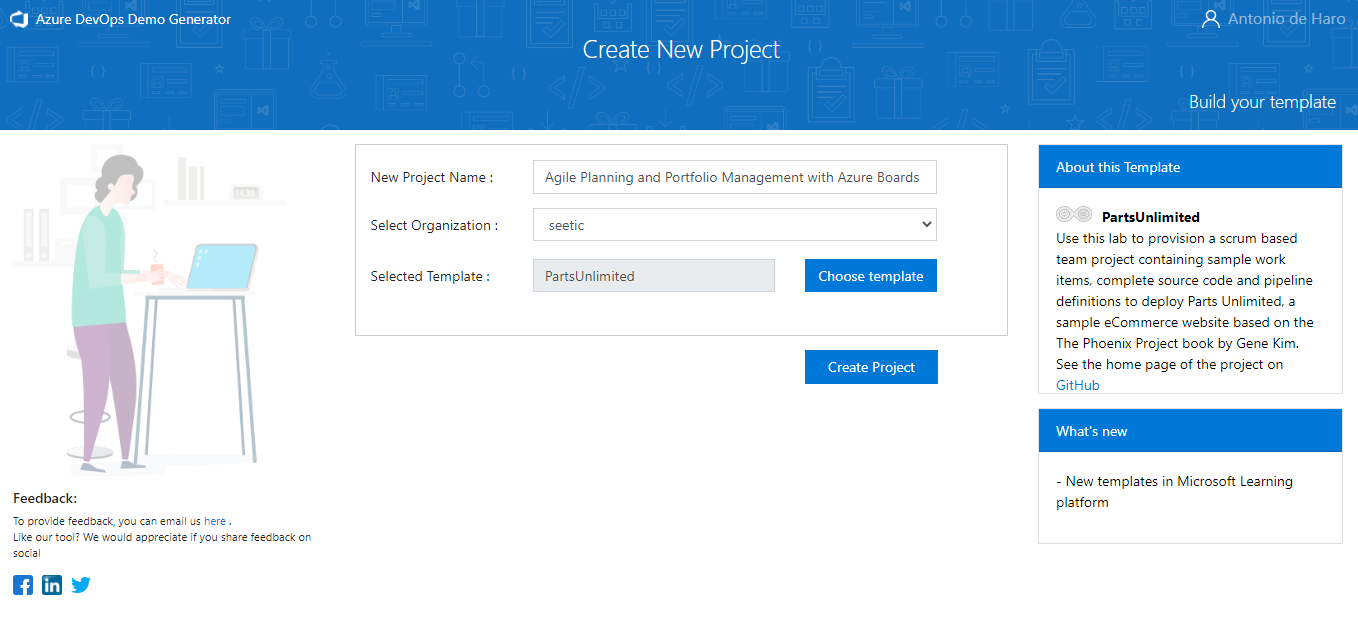 Azure DevOps Demo Generator
Antonio de Haro
Create New Project
Build your template
New Project Name :
Agile Planning and Portfolio Management with Azure Boards
Select Organization :
seetic
Selected Template :
PartsUnlimited
Choose template
Create Project
About this Template
PartsUnlimited
Use this lab to provision a scrum based
team project containing sample work
items, complete source code and pipeline
definitions to deploy Parts Unlimited, a
sample eCommerce website based on the
The Phoenix Project book by Gene Kim.
See the home page of the project on
GitHub
What's new
- New templates in Microsoft Learning
platform
Feedback:
To provide feedback, you can email us here .
Like our tool? We would appreciate if you share feedback on
social